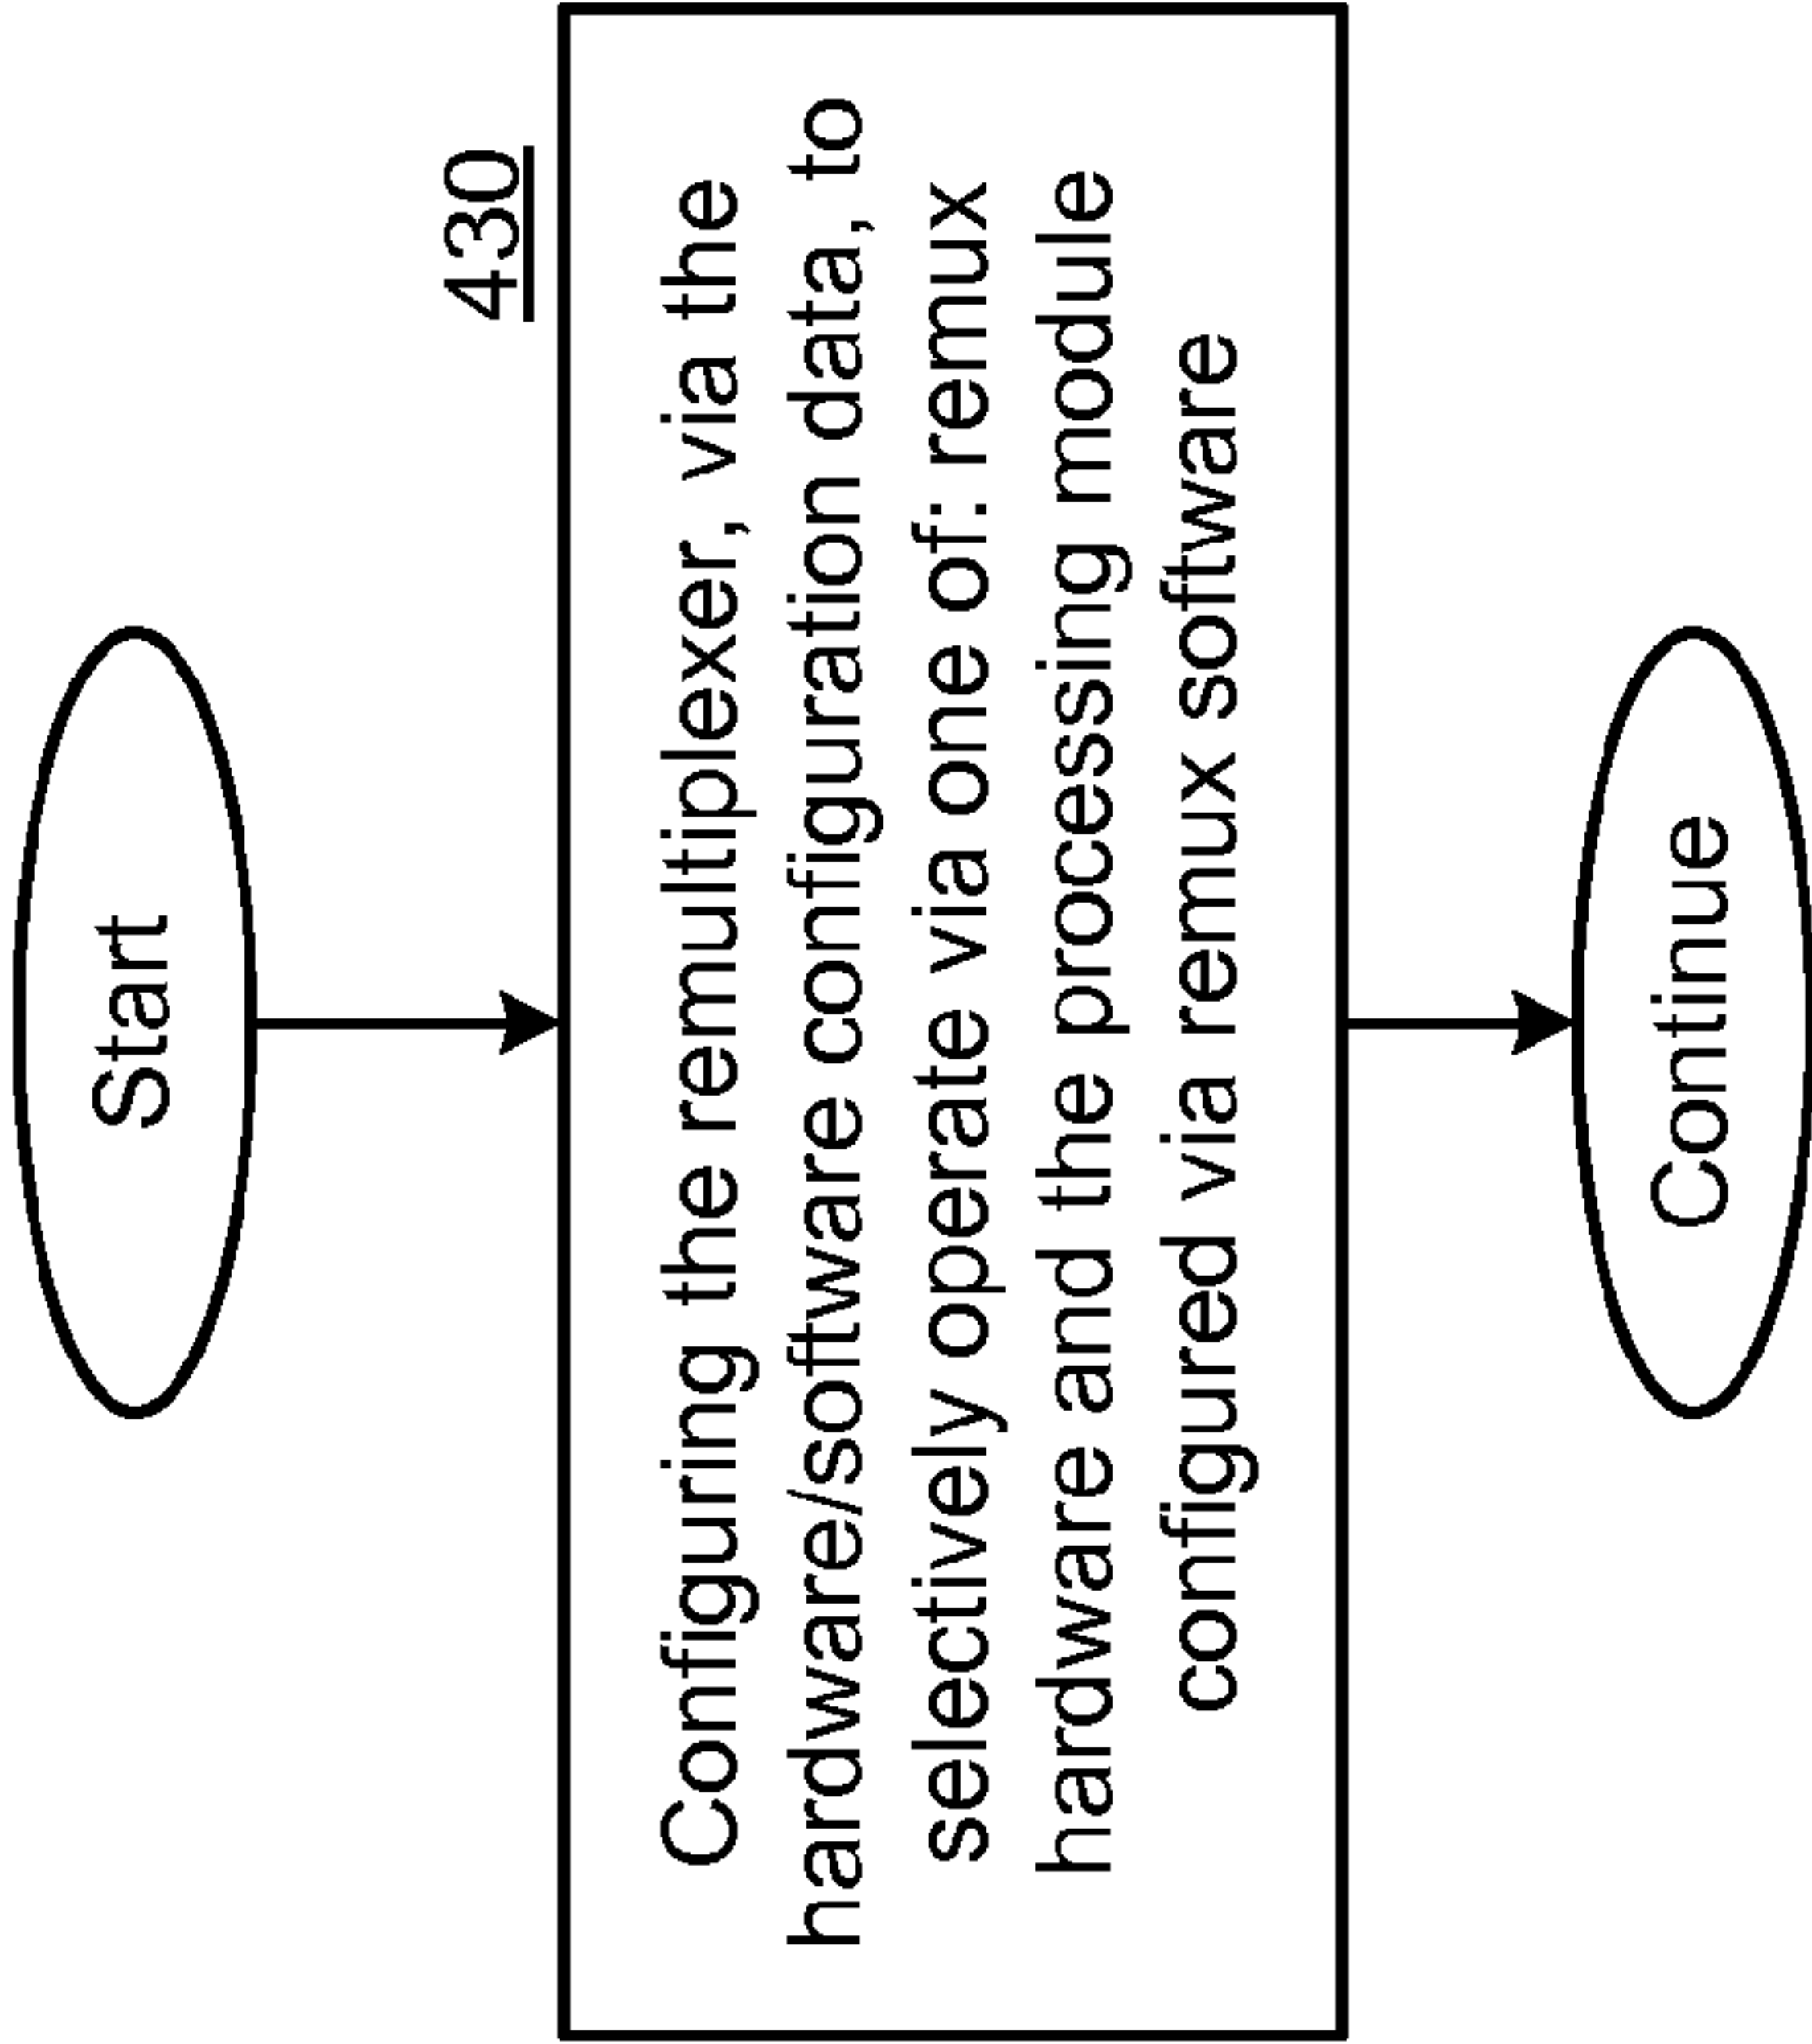 Start
430
Configuring the remultiplexer, via the
hardware/software configuration data, to
selectively operate via one of: remux
hardware and the processing module
configured via remux software
Continue